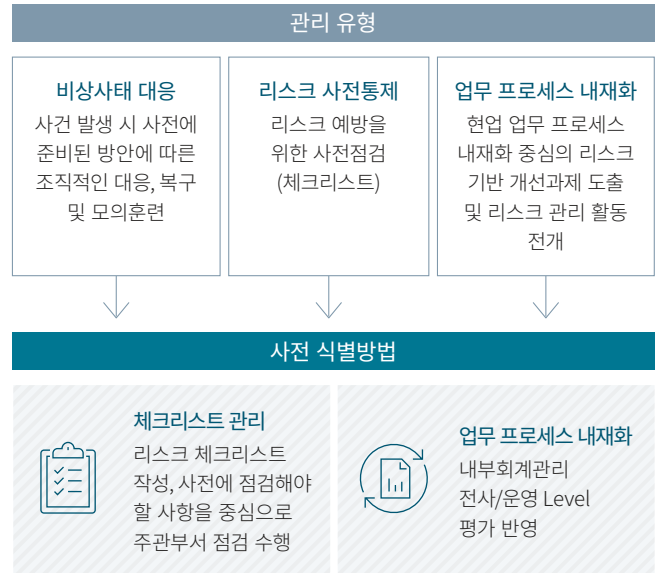 관리 유형
비상사태 대응
사건 발생 시 사전에
준비된 방안에 따른
조직적인 대응, 복구
및 모의훈련
리스크 사전통제
리스크 예방을
위한 사전점검
(체크리스트)
업무 프로세스 내재화
현업 업무 프로세스
내재화 중심의 리스크
기반 개선과제 도출
및 리스크 관리 활동
전개
사전 식별방법
체크리스트 관리
리스크 체크리스트
작성, 사전에 점검해야
할 사항을 중심으로
주관부서 점검 수행
업무 프로세스 내재화
내부회계관리
전사/운영 Level
평가 반영